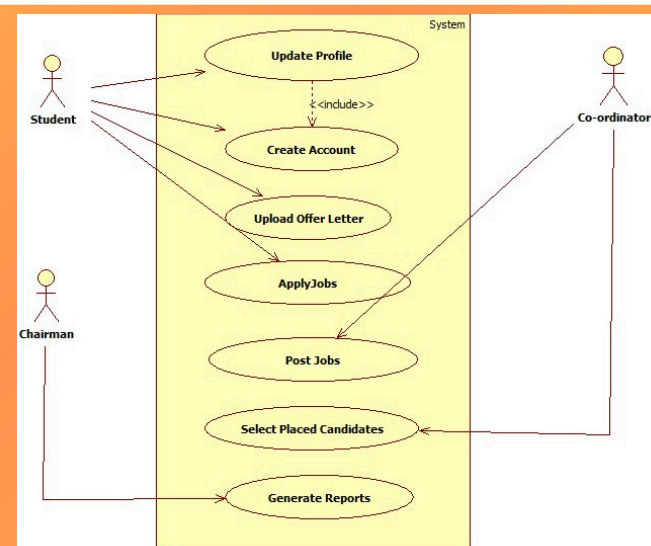 System
Update Profile
<<include>>
Student
Co-ordinator
Create Account
Upload Offer Letter
ApplyJobs
Chairman
Post Jobs
Select Placed Candidates
Generate Reports